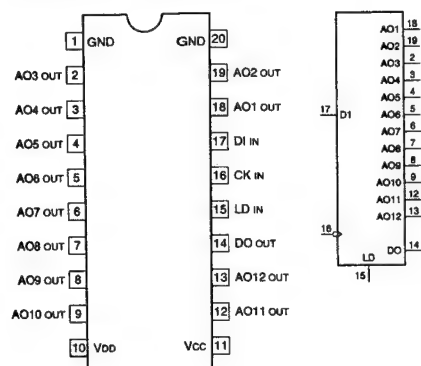 1 GND GND 20
AO3 OUT 2 19 AO2 OUT
AO4 OUT 3 18 AO1 OUT
AO5 OUT 4 17 DI IN
AO6 OUT 5 16 CK IN
AO7 OUT 6 15 LD IN
AO8 OUT 7 14 DO OUT
AO9 OUT 8 13 AO12 OUT
AO10 OUT 9 12 AO11 OUT
10 VDD VCC 11
AO1 18
AO2 19
AO3 2
AO4 3
AO5 4
17 D1 AO6 5
AO7 6
AO8 7
AO9 8
AO10 9
AO11 12
AO12 13
16
DO 14
LD
15